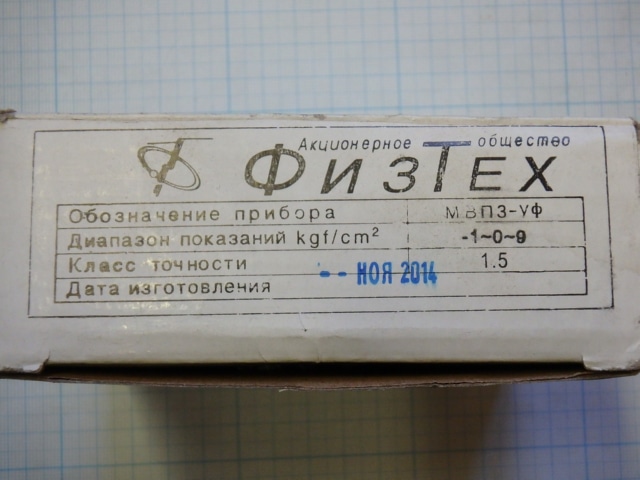 Акционерное общество
ФИЗТЕХ
Обозначение прибора МВПЗ-Уф
Диапазон показаний kgf/cm² -1~0~9
Класс точности 1.5
Дата изготовления -- НОЯ 2014